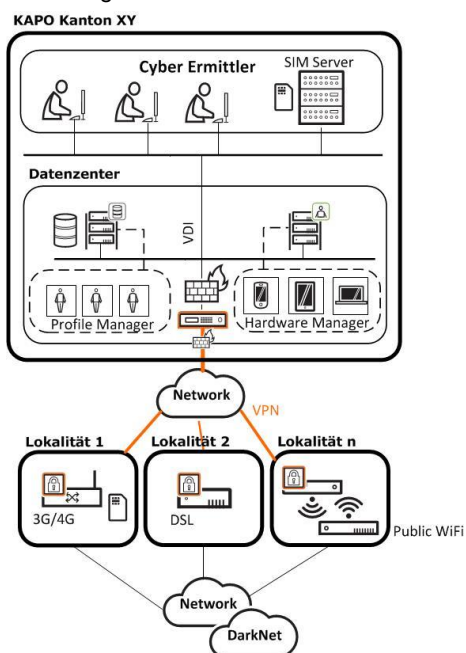 KAPO Kanton XY
Cyber Ermittler
SIM Server
Datenzenter
VDI
Profile Manager
Hardware Manager
Network
VPN
Lokalität 1
Lokalität 2
Lokalität n
3G/4G
DSL
Public WiFi
Network
DarkNet